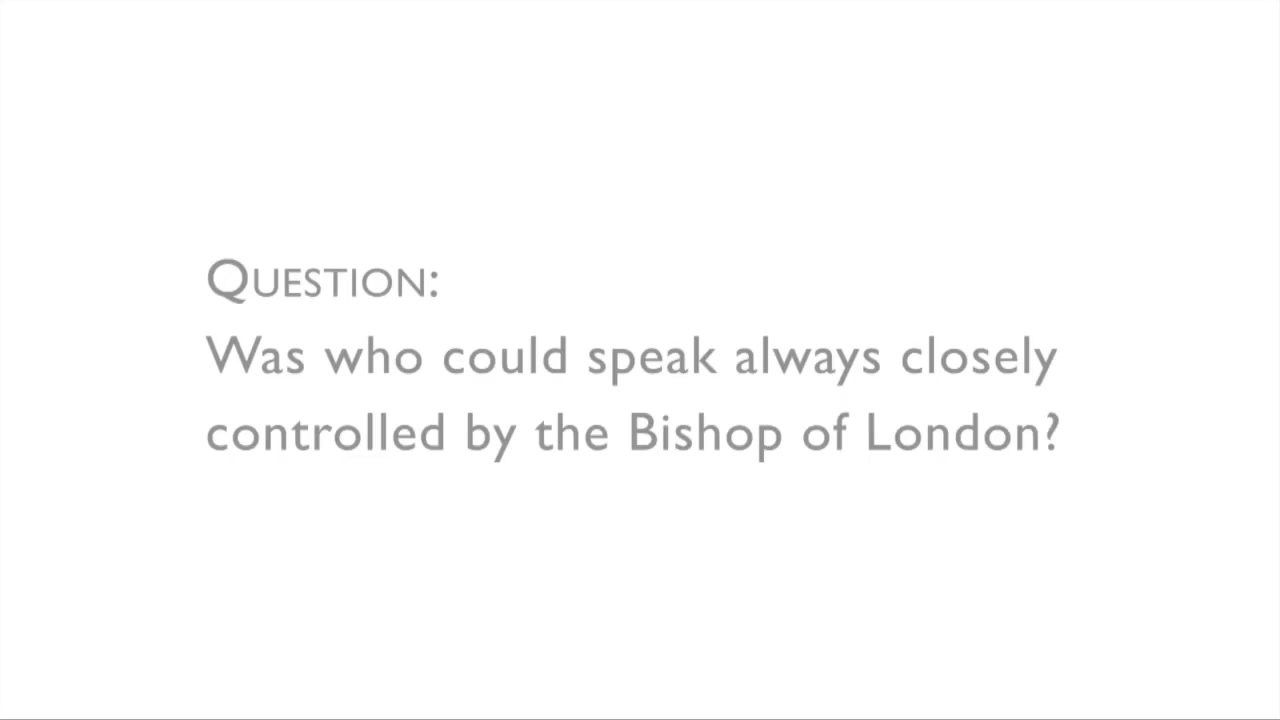 Question:
Was who could speak always closely
controlled by the Bishop of London?